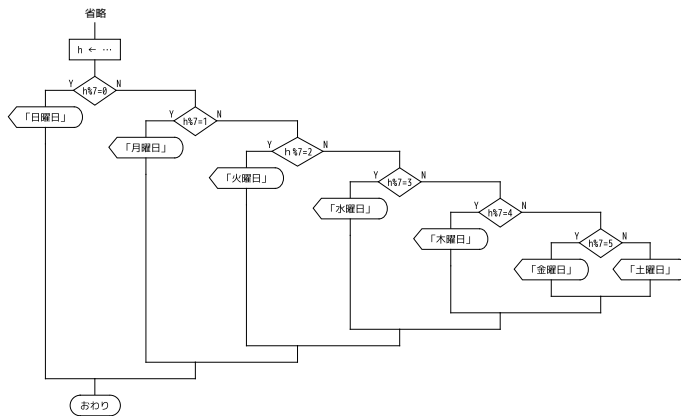 省略
h ← …
Y h%7=0 N
「日曜日」
Y h%7=1 N
「月曜日」
Y h%7=2 N
「火曜日」
Y h%7=3 N
「水曜日」
Y h%7=4 N
「木曜日」
Y h%7=5 N
「金曜日」
「土曜日」
おわり